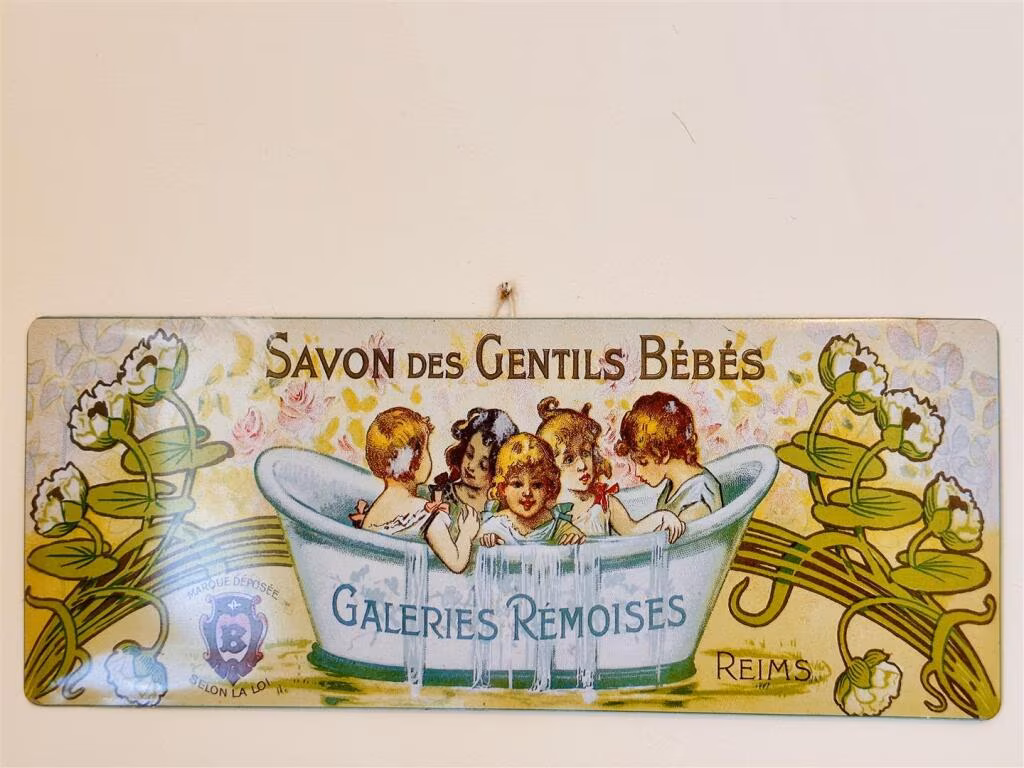 SAVON DES GENTILS BÉBÉS
GALERIES RÉMOISES
MARQUE DÉPOSÉE
B
SELON LA LOI
REIMS